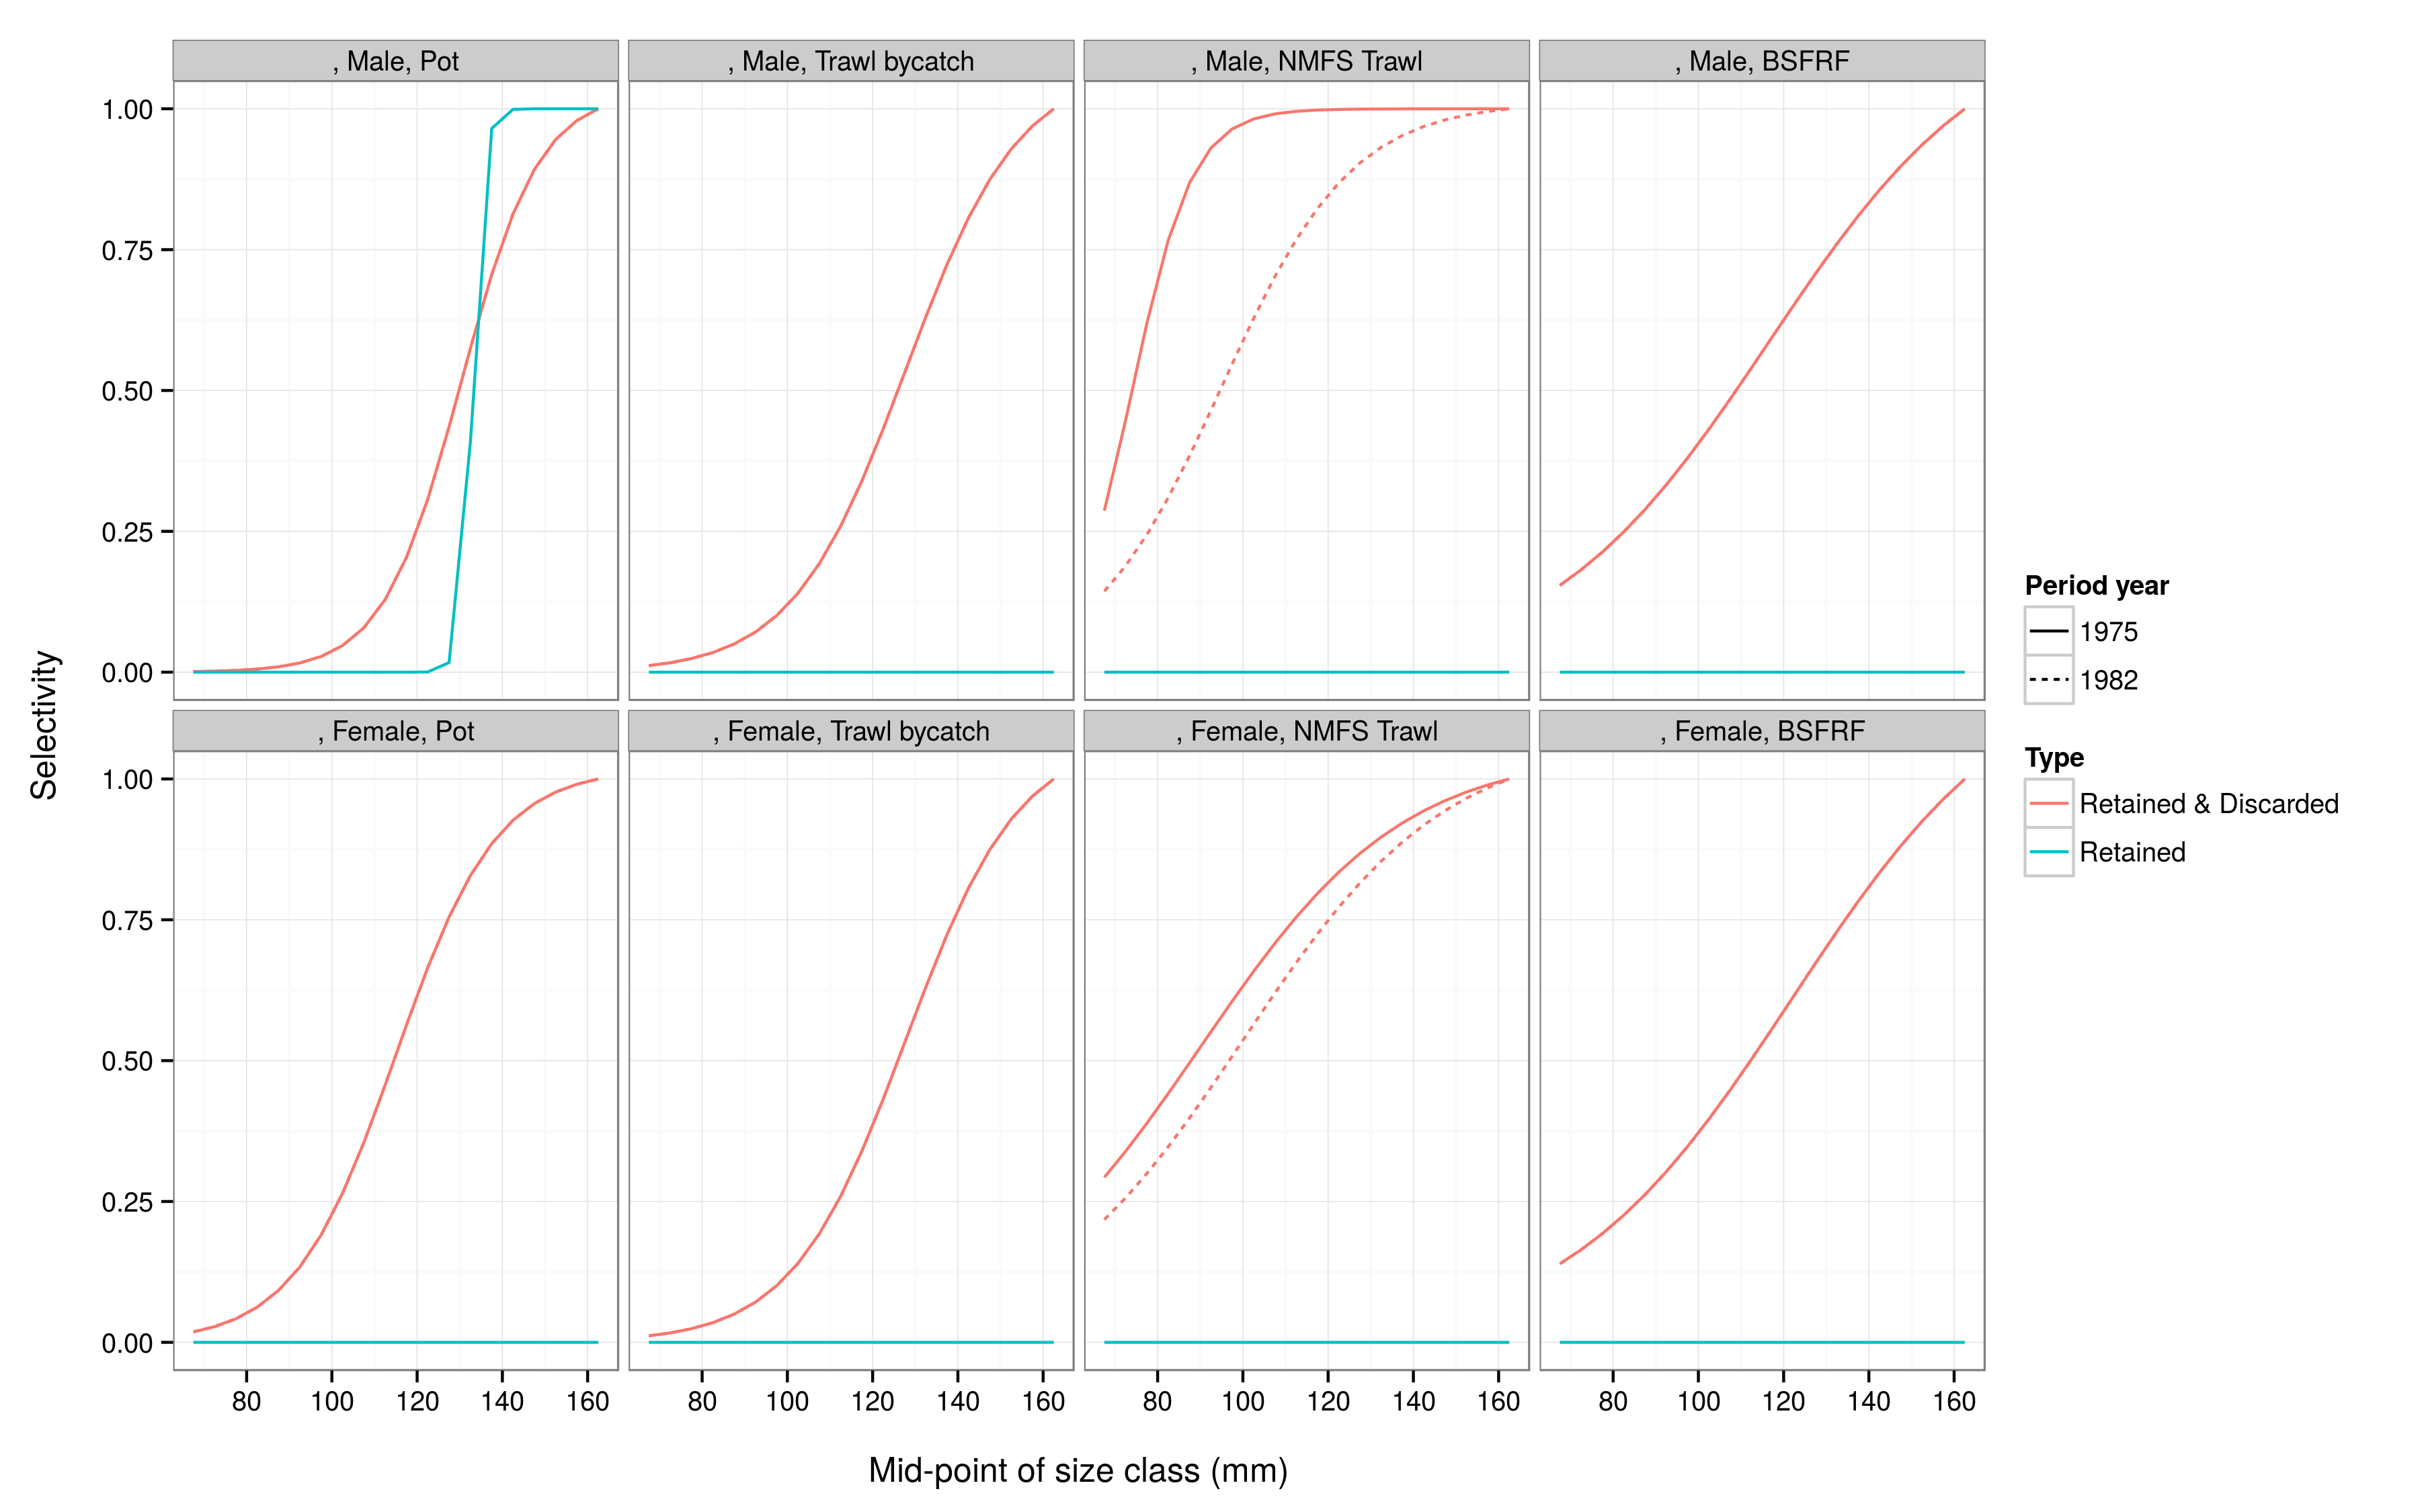 , Male, Pot
, Male, Trawl bycatch
, Male, NMFS Trawl
, Male, BSFRF
1.00
0.75
0.50
0.25
0.00
, Female, Pot
, Female, Trawl bycatch
, Female, NMFS Trawl
, Female, BSFRF
1.00
0.75
0.50
0.25
0.00
80 100 120 140 160
80 100 120 140 160
80 100 120 140 160
80 100 120 140 160
Mid-point of size class (mm)
Selectivity
Period year
1975
1982
Type
Retained & Discarded
Retained